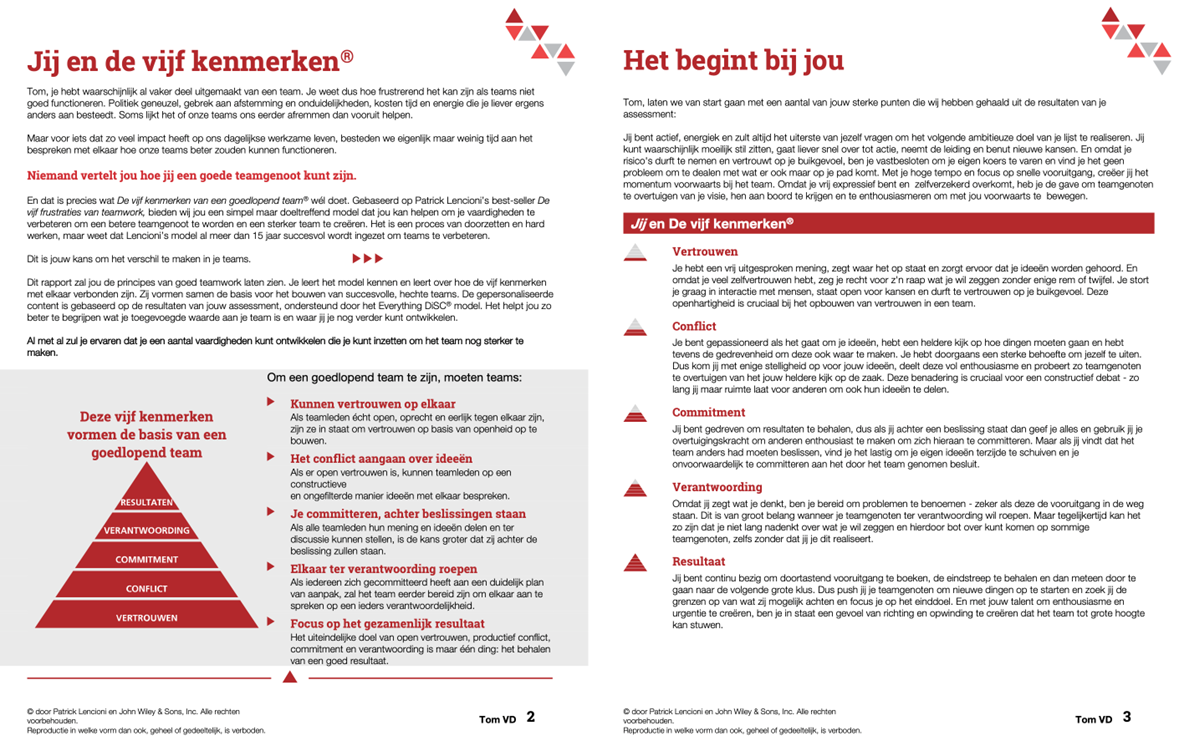 Jij en de vijf kenmerken®
Tom, je hebt waarschijnlijk al vaker deel uitgemaakt van een team. Je weet dus hoe frustrerend het kan zijn als teams niet
goed functioneren. Politiek geneuzel, gebrek aan afstemming en onduidelijkheden, kosten tijd en energie die je liever ergens
anders aan besteedt. Soms lijkt het of onze teams ons eerder afremmen dan vooruit helpen.
Maar voor iets dat zo veel impact heeft op ons dagelijkse werkzame leven, besteden we eigenlijk maar weinig tijd aan het
bespreken met elkaar hoe onze teams beter zouden kunnen functioneren.
Niemand vertelt jou hoe jij een goede teamgenoot kunt zijn.
En dat is precies wat De vijf kenmerken van een goedlopend team® wél doet. Gebaseerd op Patrick Lencioni's best-seller De
vijf frustraties van teamwork, bieden wij jou een simpel maar doeltreffend model dat jou kan helpen om je vaardigheden te
verbeteren om een betere teamgenoot te worden en een sterker team te creëren. Het is een proces van doorzetten en hard
werken, maar weet dat Lencioni's model al meer dan 15 jaar succesvol wordt ingezet om teams te verbeteren.
Dit is jouw kans om het verschil te maken in je teams.
Dit rapport zal jou de principes van goed teamwork laten zien. Je leert het model kennen en leert over hoe de vijf kenmerken
met elkaar verbonden zijn. Zij vormen samen de basis voor het bouwen van succesvolle, hechte teams. De gepersonaliseerde
content is gebaseerd op de resultaten van jouw assessment, ondersteund door het Everything DiSC® model. Het helpt jou zo
beter te begrijpen wat je toegevoegde waarde aan je team is en waar jij je nog verder kunt ontwikkelen.
Al met al zul je ervaren dat je een aantal vaardigheden kunt ontwikkelen die je kunt inzetten om het team nog sterker te
maken.
Deze vijf kenmerken
vormen de basis van een
goedlopend team
RESULTATEN
VERANTWOORDING
COMMITMENT
CONFLICT
VERTROUWEN
Om een goedlopend team te zijn, moeten teams:
Kunnen vertrouwen op elkaar
Als teamleden écht open, oprecht en eerlijk tegen elkaar zijn,
zijn ze in staat om vertrouwen op basis van openheid op te
bouwen.
Het conflict aangaan over ideeën
Als er open vertrouwen is, kunnen teamleden op een
constructieve
en ongefilterde manier ideeën met elkaar bespreken.
Je committeren, achter beslissingen staan
Als alle teamleden hun mening en ideeën delen en ter
discussie kunnen stellen, is de kans groter dat zij achter de
beslissing zullen staan.
Elkaar ter verantwoording roepen
Als iedereen zich gecommitteerd heeft aan een duidelijk plan
van aanpak, zal het team eerder bereid zijn om elkaar aan te
spreken op een ieders verantwoordelijkheid.
Focus op het gezamenlijk resultaat
Het uiteindelijke doel van open vertrouwen, productief conflict,
commitment en verantwoording is maar één ding: het behalen
van een goed resultaat.
© door Patrick Lencioni en John Wiley & Sons, Inc. Alle rechten
voorbehouden.
Reproductie in welke vorm dan ook, geheel of gedeeltelijk, is verboden.
Tom VD 2
Het begint bij jou
Tom, laten we van start gaan met een aantal van jouw sterke punten die wij hebben gehaald uit de resultaten van je
assessment:
Jij bent actief, energiek en zult altijd het uiterste van jezelf vragen om het volgende ambitieuze doel van je lijst te realiseren. Jij
kunt waarschijnlijk moeilijk stil zitten, gaat liever snel over tot actie, neemt de leiding en benut nieuwe kansen. En omdat je
risico's durft te nemen en vertrouwt op je buikgevoel, ben je vastbesloten om je eigen koers te varen en vind je het geen
probleem om te dealen met wat er ook maar op je pad komt. Met je hoge tempo en focus op snelle vooruitgang, creëer jij het
momentum voorwaarts bij het team. Omdat je vrij expressief bent en zelfverzekerd overkomt, heb je de gave om teamgenoten
te overtuigen van je visie, hen aan boord te krijgen en te enthousiasmeren om met jou voorwaarts te bewegen.
Jij en De vijf kenmerken®
Vertrouwen
Je hebt een vrij uitgesproken mening, zegt waar het op staat en zorgt ervoor dat je ideeën worden gehoord. En
omdat je veel zelfvertrouwen hebt, zeg je recht voor z'n raap wat je wil zeggen zonder enige rem of twijfel. Je stort
je graag in interactie met mensen, staat open voor kansen en durft te vertrouwen op je buikgevoel. Deze
openhartigheid is cruciaal bij het opbouwen van vertrouwen in een team.
Conflict
Je bent gepassioneerd als het gaat om je ideeën, hebt een heldere kijk op hoe dingen moeten gaan en hebt
tevens de gedrevenheid om deze ook waar te maken. Je hebt doorgaans een sterke behoefte om jezelf te uiten.
Dus kom jij met enige stelligheid op voor jouw ideeën, deelt deze vol enthousiasme en probeert zo teamgenoten
te overtuigen van het jouw heldere kijk op de zaak. Deze benadering is cruciaal voor een constructief debat - zo
lang jij maar ruimte laat voor anderen om ook hun ideeën te delen.
Commitment
Jij bent gedreven om resultaten te behalen, dus als jij achter een beslissing staat dan geef je alles en gebruik jij je
overtuigingskracht om anderen enthousiast te maken om zich hieraan te committeren. Maar als jij vindt dat het
team anders had moeten beslissen, vind je het lastig om je eigen ideeën terzijde te schuiven en je
onvoorwaardelijk te committeren aan het door het team genomen besluit.
Verantwoording
Omdat jij zegt wat je denkt, ben je bereid om problemen te benoemen - zeker als deze de vooruitgang in de weg
staan. Dit is van groot belang wanneer je teamgenoten ter verantwoording wil roepen. Maar tegelijkertijd kan het
zo zijn dat je niet lang nadenkt over wat je wil zeggen en hierdoor bot over kunt komen op sommige
teamgenoten, zelfs zonder dat jij je dit realiseert.
Resultaat
Jij bent continu bezig om doortastend vooruitgang te boeken, de eindstreep te behalen en dan meteen door te
gaan naar de volgende grote klus. Dus push jij je teamgenoten om nieuwe dingen op te starten en zoek jij de
grenzen op van wat zij mogelijk achten en focus je op het einddoel. En met jouw talent om enthousiasme en
urgentie te creëren, ben je in staat een gevoel van richting en opwinding te creëren dat het team tot grote hoogte
kan stuwen.
© door Patrick Lencioni en John Wiley & Sons, Inc. Alle rechten
voorbehouden.
Reproductie in welke vorm dan ook, geheel of gedeeltelijk, is verboden.
Tom VD 3